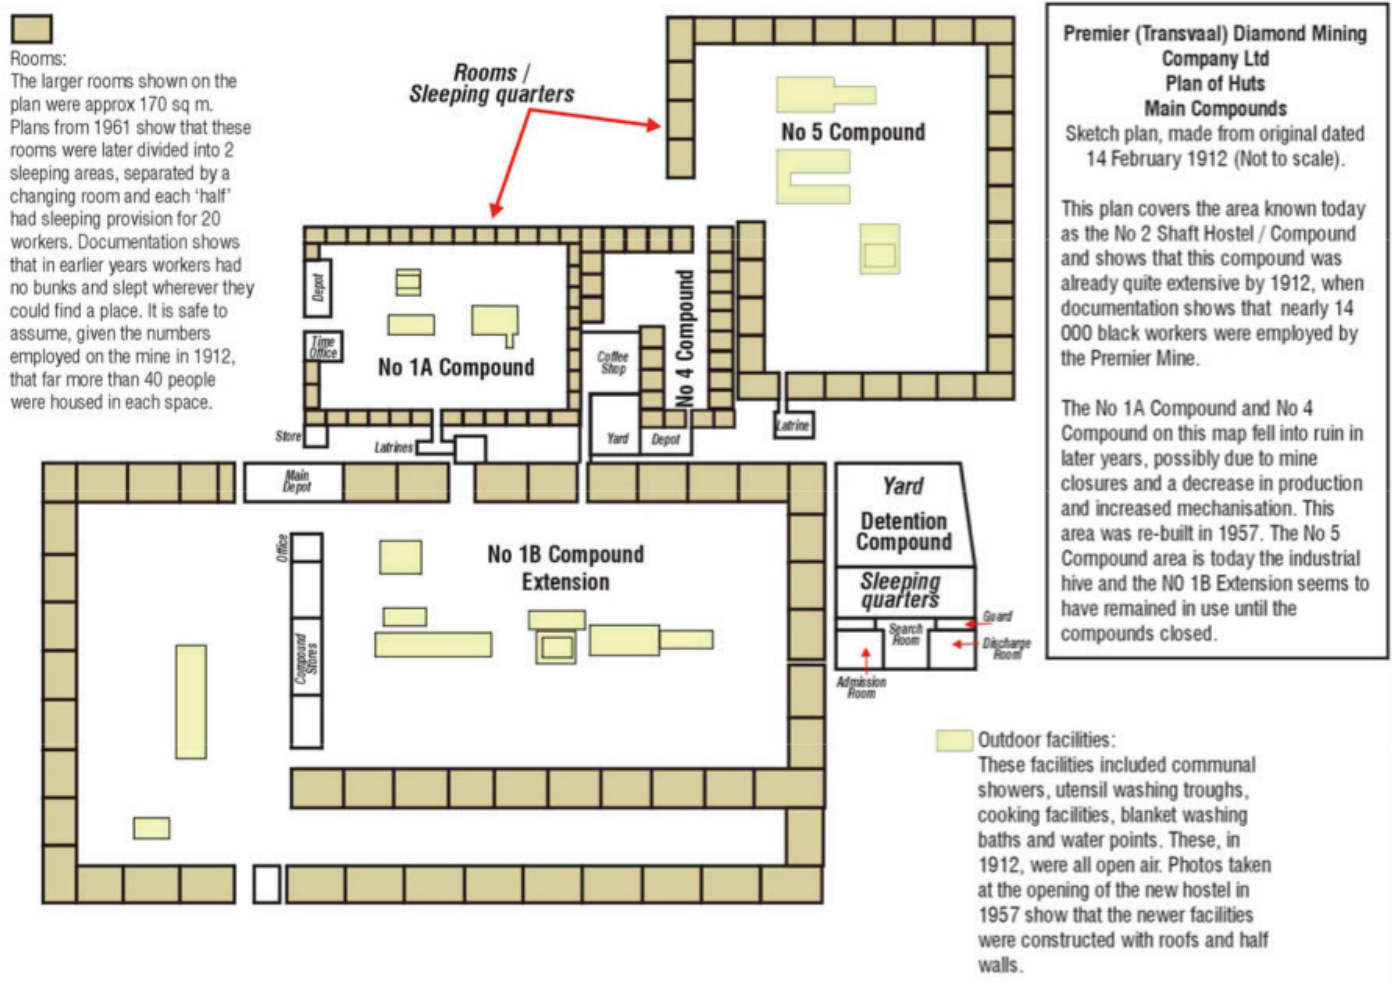 Rooms:
The larger rooms shown on the
plan were approx 170 sq m.
Plans from 1961 show that these
rooms were later divided into 2
sleeping areas, separated by a
changing room and each ‘half’
had sleeping provision for 20
workers. Documentation shows
that in earlier years workers had
no bunks and slept wherever they
could find a place. It is safe to
assume, given the numbers
employed on the mine in 1912,
that far more than 40 people
were housed in each space.
Rooms /
Sleeping quarters
No 5 Compound
Premier (Transvaal) Diamond Mining
Company Ltd
Plan of Huts
Main Compounds
Sketch plan, made from original dated
14 February 1912 (Not to scale).
This plan covers the area known today
as the No 2 Shaft Hostel / Compound
and shows that this compound was
already quite extensive by 1912, when
documentation shows that nearly 14
000 black workers were employed by
the Premier Mine.
The No 1A Compound and No 4
Compound on this map fell into ruin in
later years, possibly due to mine
closures and a decrease in production
and increased mechanisation. This
area was re-built in 1957. The No 5
Compound area is today the industrial
hive and the N0 1B Extension seems to
have remained in use until the
compounds closed.
Depot
Time
Office
No 1A Compound
Coffee
Shop
No 4 Compound
Store
Latrines
Yard
Depot
Latrine
Main
Depot
Office
Compound
Stores
No 1B Compound
Extension
Yard
Detention
Compound
Sleeping
quarters
Guard
Search
Room
Discharge
Room
Admission
Room
Outdoor facilities:
These facilities included communal
showers, utensil washing troughs,
cooking facilities, blanket washing
baths and water points. These, in
1912, were all open air. Photos taken
at the opening of the new hostel in
1957 show that the newer facilities
were constructed with roofs and half
walls.